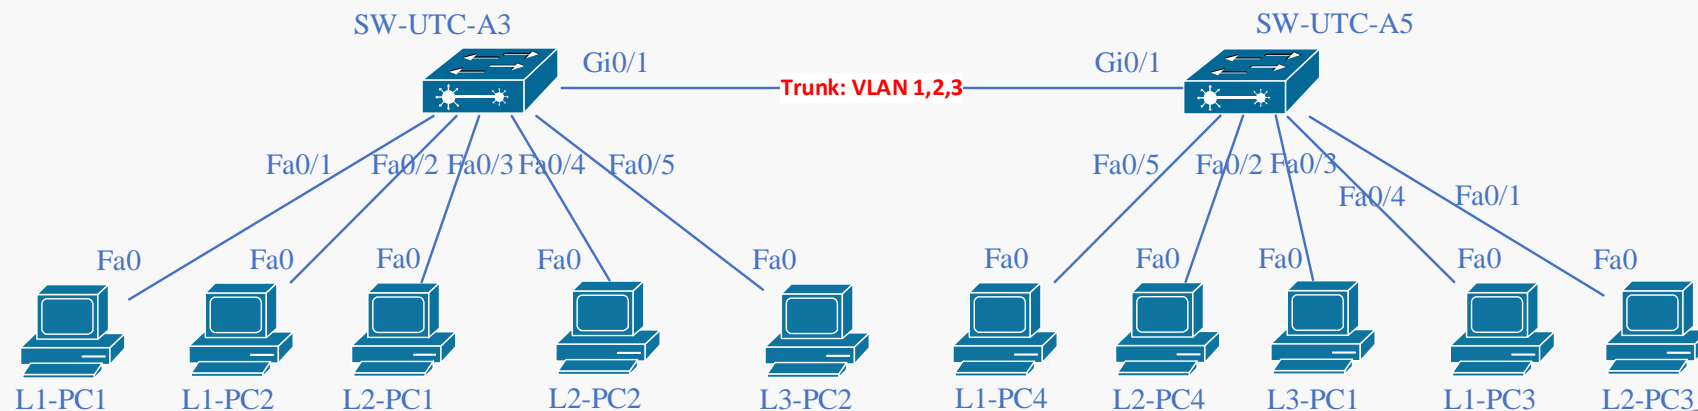 SW-UTC-A3
SW-UTC-A5
Gi0/1
Gi0/1
Trunk: VLAN 1,2,3
Fa0/1
Fa0/2
Fa0/3
Fa0/4
Fa0/5
Fa0/5
Fa0/2
Fa0/3
Fa0/4
Fa0/1
Fa0
Fa0
Fa0
Fa0
Fa0
Fa0
Fa0
Fa0
Fa0
Fa0
L1-PC1
L1-PC2
L2-PC1
L2-PC2
L3-PC2
L1-PC4
L2-PC4
L3-PC1
L1-PC3
L2-PC3